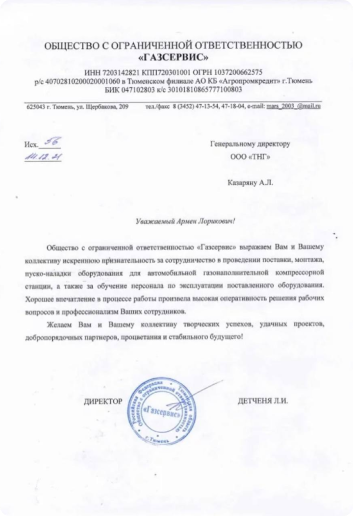 ОБЩЕСТВО С ОГРАНИЧЕННОЙ ОТВЕТСТВЕННОСТЬЮ
«ГАЗСЕРВИС»
ИНН 7203142821 КПП720301001 ОГРН 1037200662575
р/с 40702810200020001060 в Тюменском филиале АО КБ «Агропромкредит» г.Тюмень
БИК 047102803 к/с 30101810865777100803
625043 г. Тюмень, ул. Щербакова, 209 тел./факс 8 (3452) 47-13-54, 47-18-04, e-mail: mars_2003_@mail.ru
Исх. 56
Генеральному директору
ООО «ТНГ»
Казаряну А.Л.
Уважаемый Армен Лорикович!
Общество с ограниченной ответственностью «Газсервис» выражаем Вам и Вашему
коллективу искреннюю признательность за сотрудничество в проведении поставки, монтажа,
пуско-наладки оборудования для автомобильной газонаполнительной компрессорной
станции, а также за обучение персонала по эксплуатации поставленного оборудования.
Хорошее впечатление в процессе работы произвела высокая оперативность решения рабочих
вопросов и профессионализм Ваших сотрудников.
Желаем Вам и Вашему коллективу творческих успехов, удачных проектов,
добропорядочных партнеров, процветания и стабильного будущего!
ДИРЕКТОР
«Газсервис»
г. Тюмень
ДЕТЧЕНЯ Л.И.